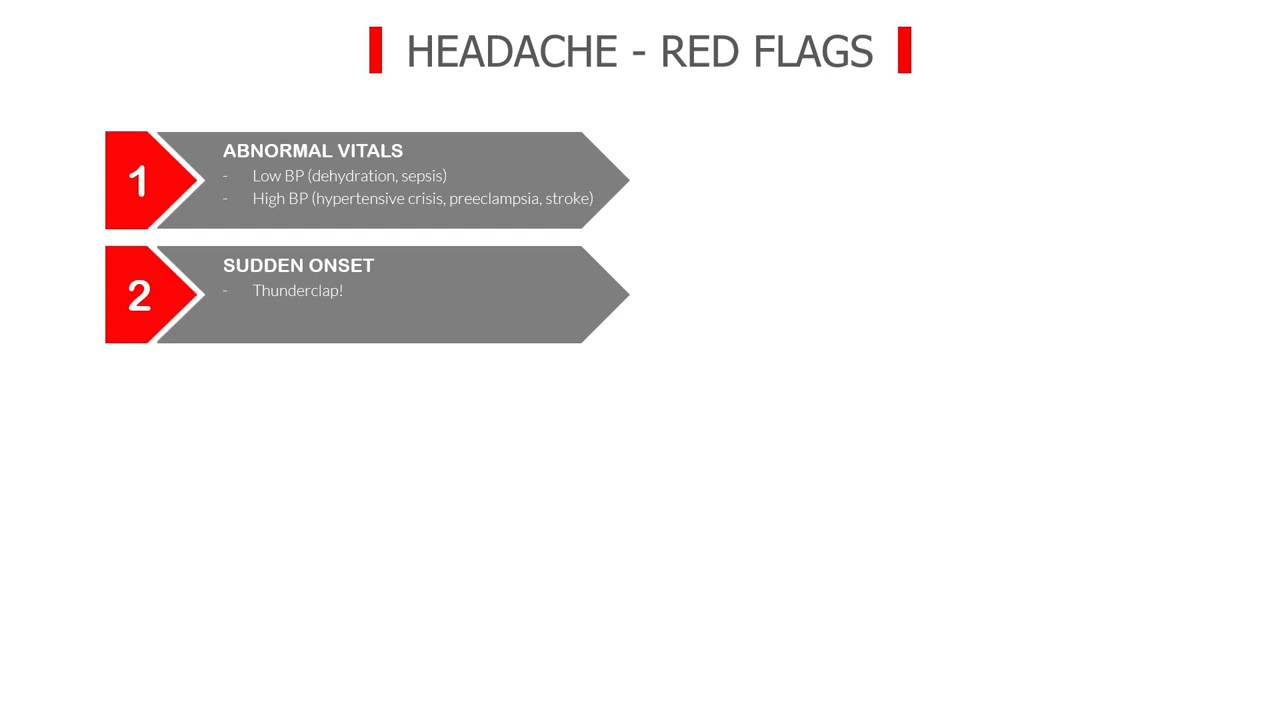 HEADACHE - RED FLAGS
1
ABNORMAL VITALS
- Low BP (dehydration, sepsis)
- High BP (hypertensive crisis, preeclampsia, stroke)
2
SUDDEN ONSET
- Thunderclap!